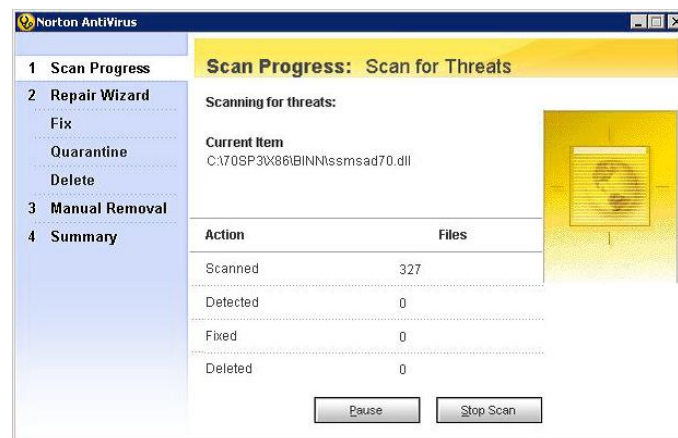 Norton AntiVirus
1 Scan Progress
2 Repair Wizard
Fix
Quarantine
Delete
3 Manual Removal
4 Summary
Scan Progress: Scan for Threats
Scanning for threats:
Current Item
C:\70SP3\X86\BINN\ssmsad70.dll
Action Files
Scanned 327
Detected 0
Fixed 0
Deleted 0
Pause Stop Scan